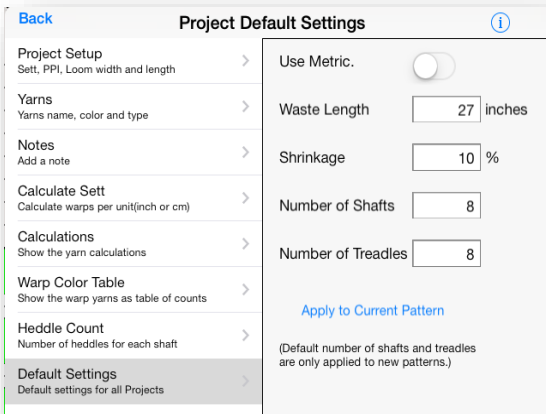 Back
Project Default Settings
i
Project Setup
Sett, PPI, Loom width and length
Yarns
Yarns name, color and type
Notes
Add a note
Calculate Sett
Calculate warps per unit(inch or cm)
Calculations
Show the yarn calculations
Warp Color Table
Show the warp yarns as table of counts
Heddle Count
Number of heddles for each shaft
Default Settings
Default settings for all Projects
Use Metric.
Waste Length 27 inches
Shrinkage 10 %
Number of Shafts 8
Number of Treadles 8
Apply to Current Pattern
(Default number of shafts and treadles
are only applied to new patterns.)